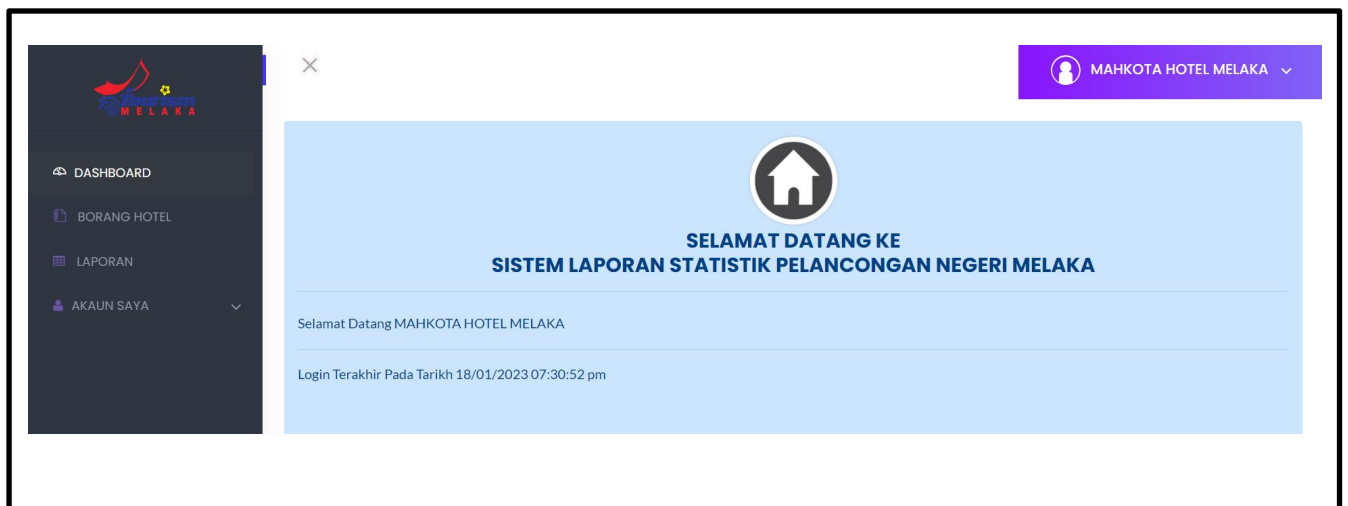 Tourism
MELAKA
MAHKOTA HOTEL MELAKA
DASHBOARD
BORANG HOTEL
LAPORAN
AKAUN SAYA
SELAMAT DATANG KE
SISTEM LAPORAN STATISTIK PELANCONGAN NEGERI MELAKA
Selamat Datang MAHKOTA HOTEL MELAKA
Login Terakhir Pada Tarikh 18/01/2023 07:30:52 pm